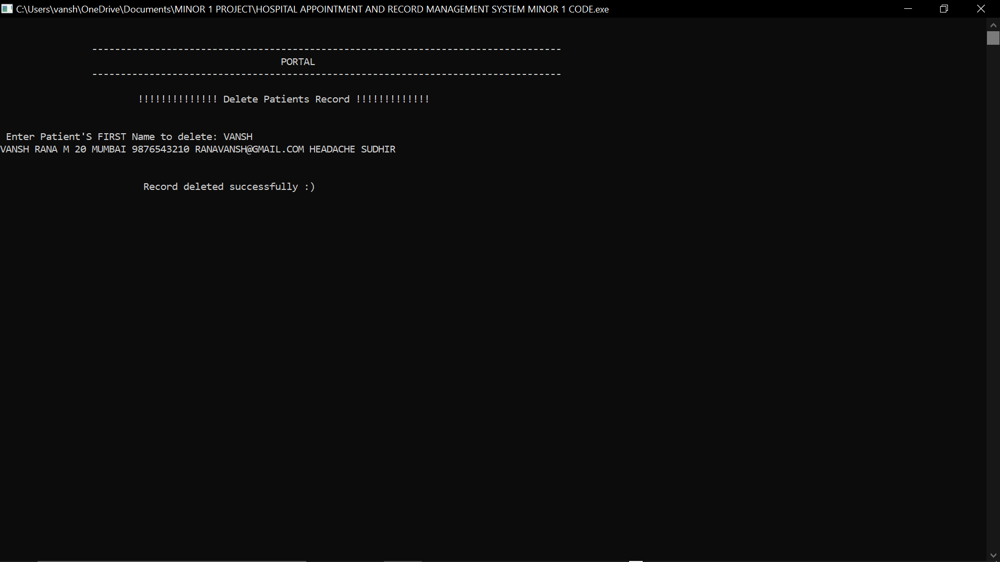 C:\Users\vansh\OneDrive\Documents\MINOR 1 PROJECT\HOSPITAL APPOINTMENT AND RECORD MANAGEMENT SYSTEM MINOR 1 CODE.exe
----------------------------------------------------------------------------------
PORTAL
----------------------------------------------------------------------------------
!!!!!!!!!!!!!! Delete Patients Record !!!!!!!!!!!!!
Enter Patient'S FIRST Name to delete: VANSH
VANSH RANA M 20 MUMBAI 9876543210 RANAVANSH@GMAIL.COM HEADACHE SUDHIR
Record deleted successfully :)